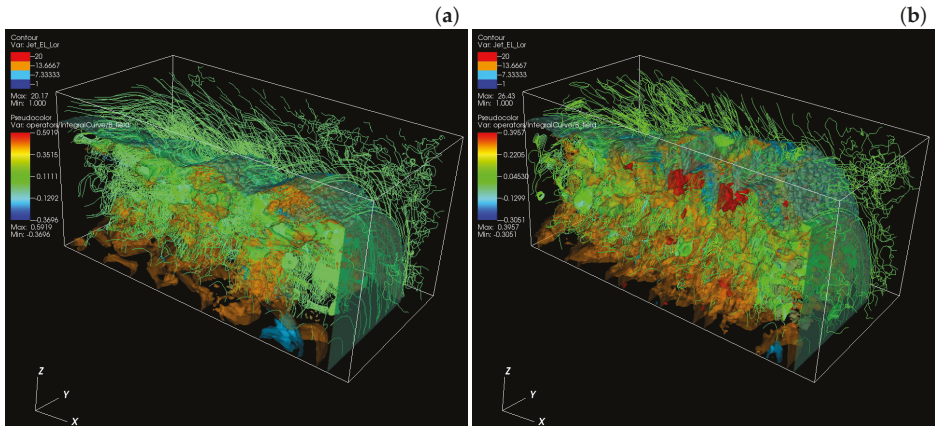 (a)
Contour
Var: Jet_EL_Lor
20
13.6667
7.33333
1
Max: 20.17
Min: 1.000
Pseudocolor
Var: operators/IntegralCurve/B_field
0.5919
0.3515
0.1111
-0.1292
-0.3696
Max: 0.5919
Min: -0.3696
Z
Y
X
(b)
Contour
Var: Jet_EL_Lor
20
13.6667
7.33333
1
Max: 26.43
Min: 1.000
Pseudocolor
Var: operators/IntegralCurve/B_field
0.3957
0.2205
0.04530
-0.1299
-0.3051
Max: 0.3957
Min: -0.3051
Z
Y
X